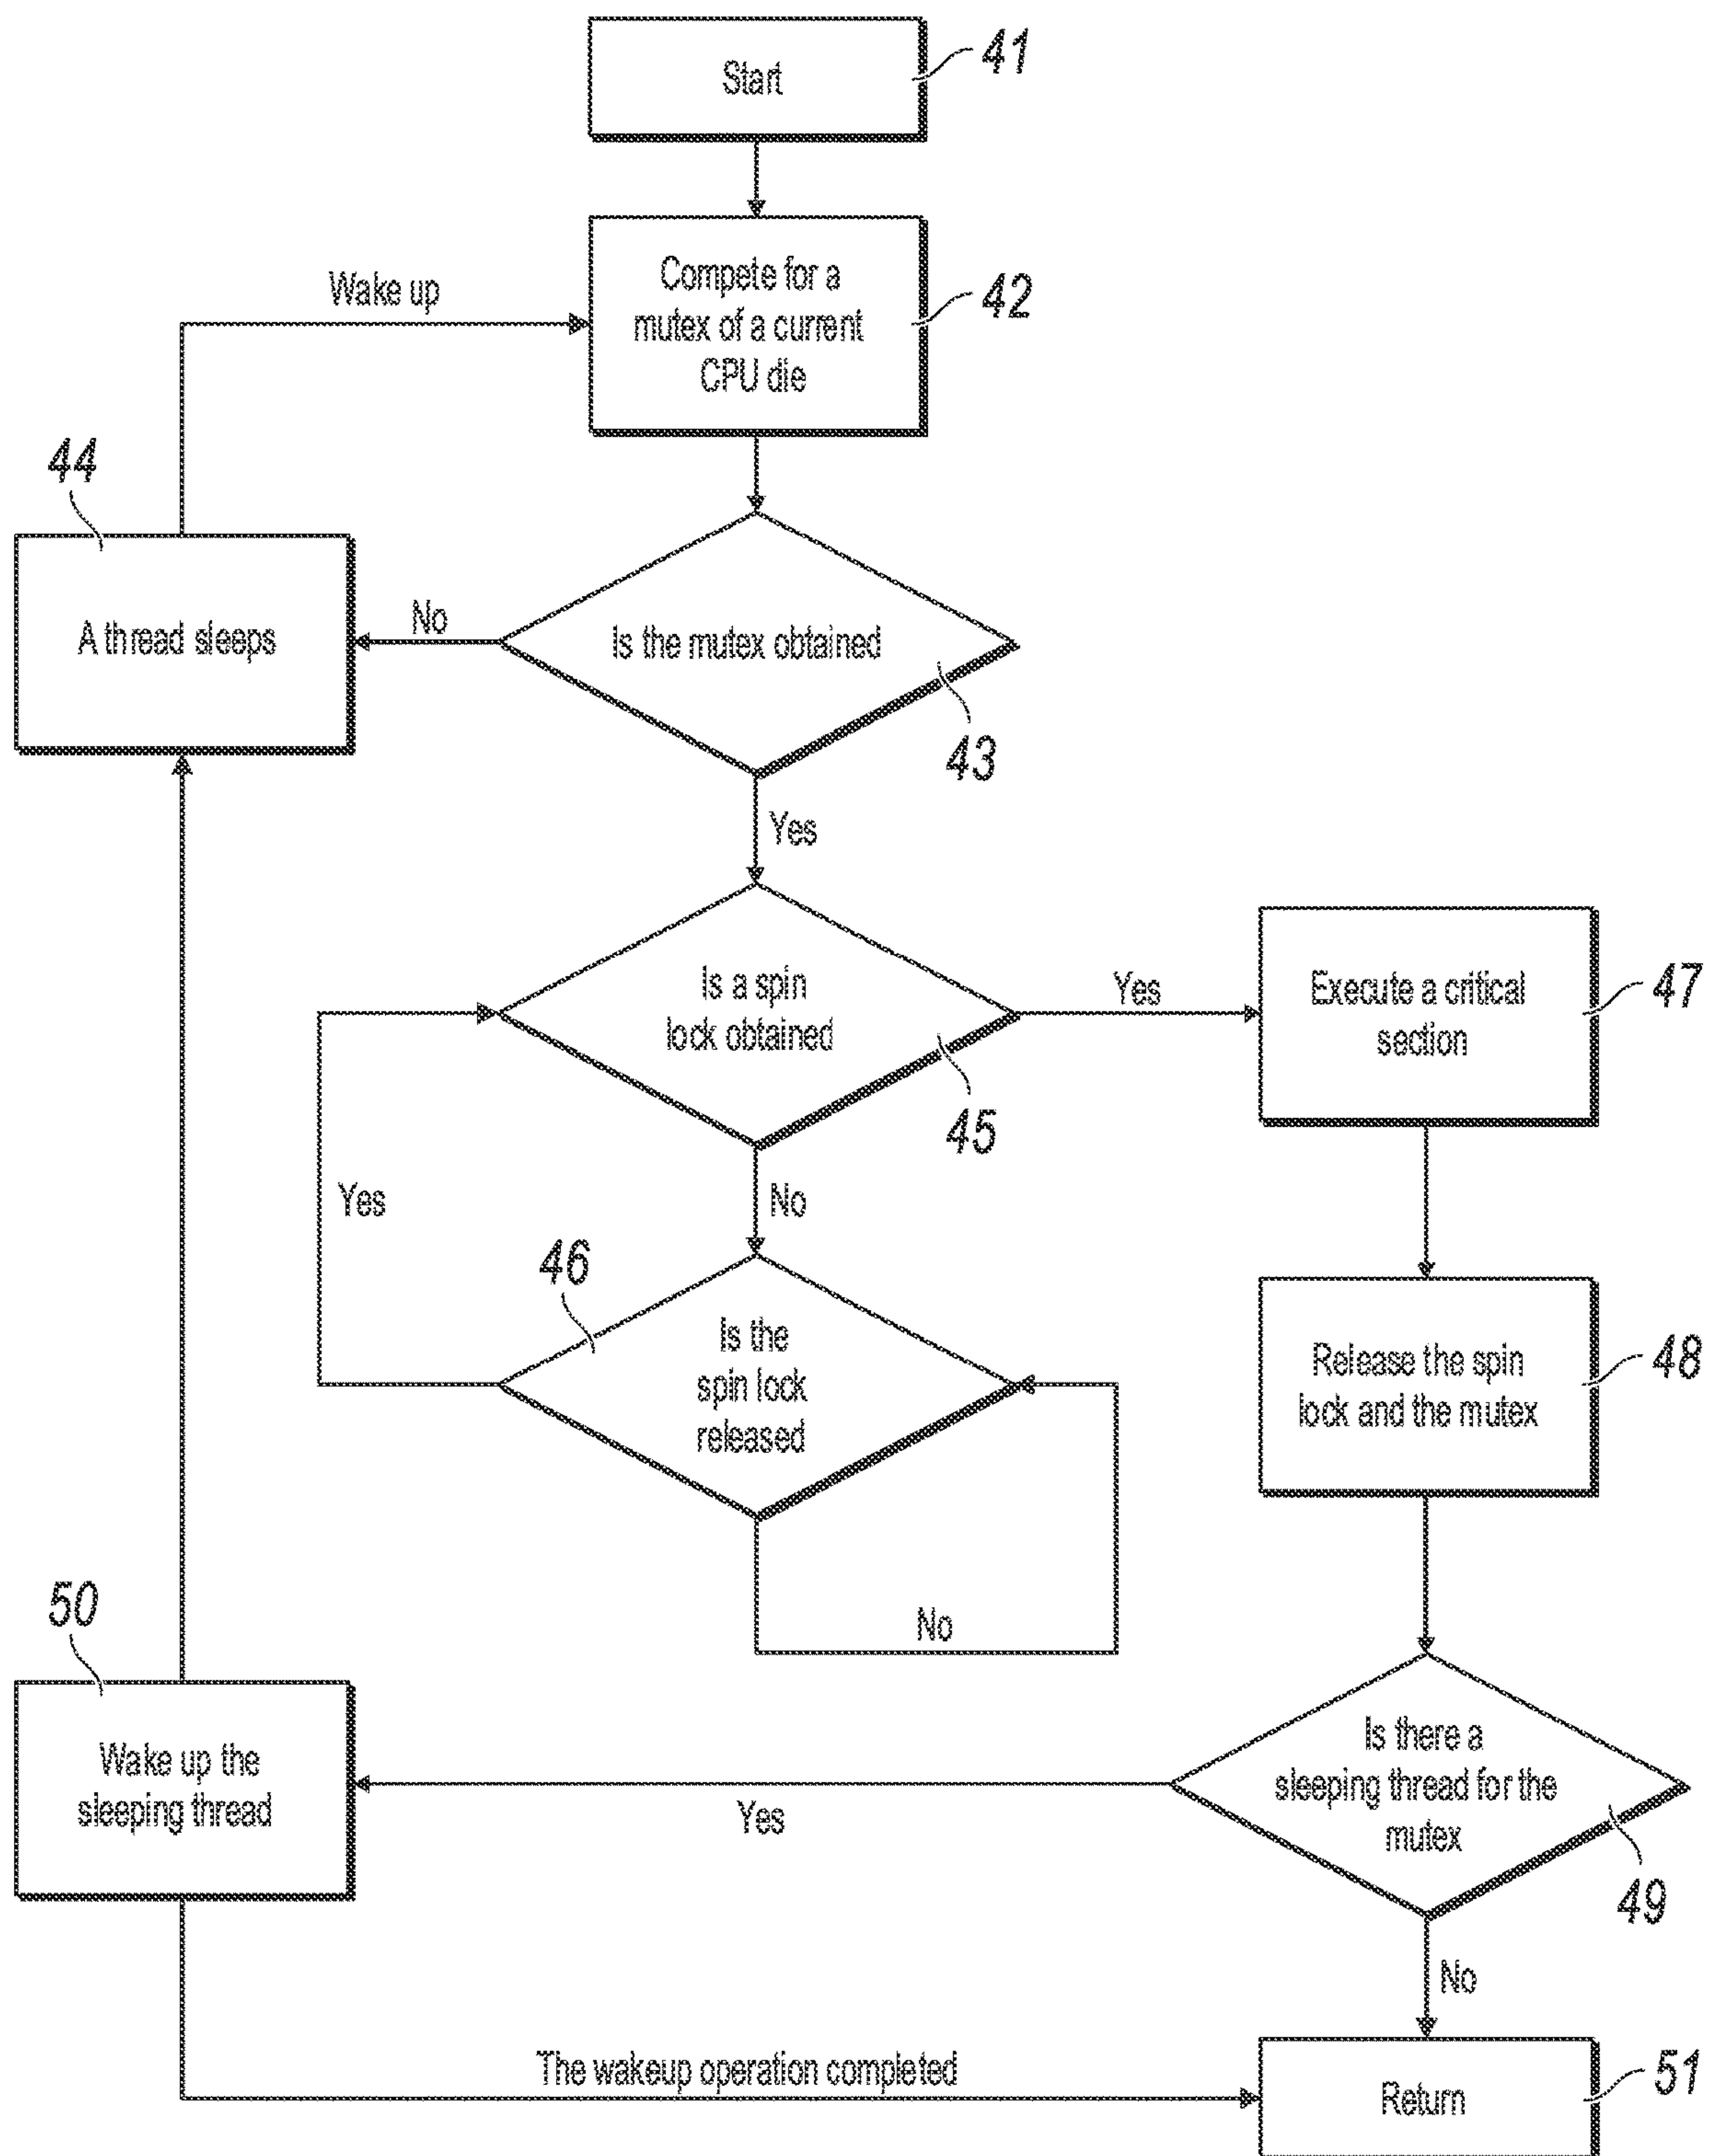 Start
41
Compete for a
mutex of a current
CPU die
42
Wake up
44
A thread sleeps
No
Is the mutex obtained
43
Yes
Is a spin
lock obtained
45
Yes
Execute a critical
section
47
Yes
No
46
Is the
spin lock
released
No
Release the spin
lock and the mutex
48
50
Wake up the
sleeping thread
Yes
Is there a
sleeping thread for the
mutex
49
No
The wakeup operation completed
Return
51